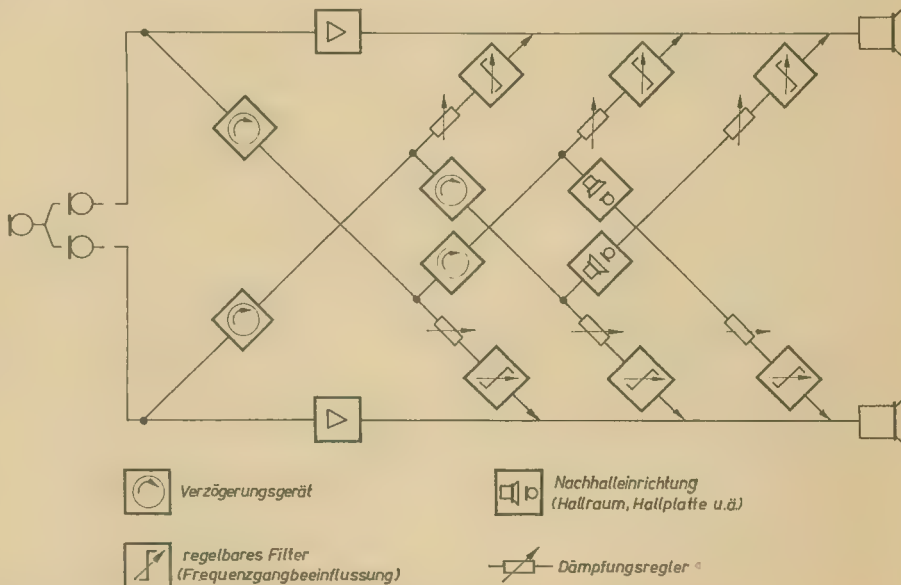 Verzögerungsgerät
Nachhalleinrichtung
(Hallraum, Hallplatte u.ä.)
regelbares Filter
(Frequenzgangbeeinflussung)
Dämpfungsregler